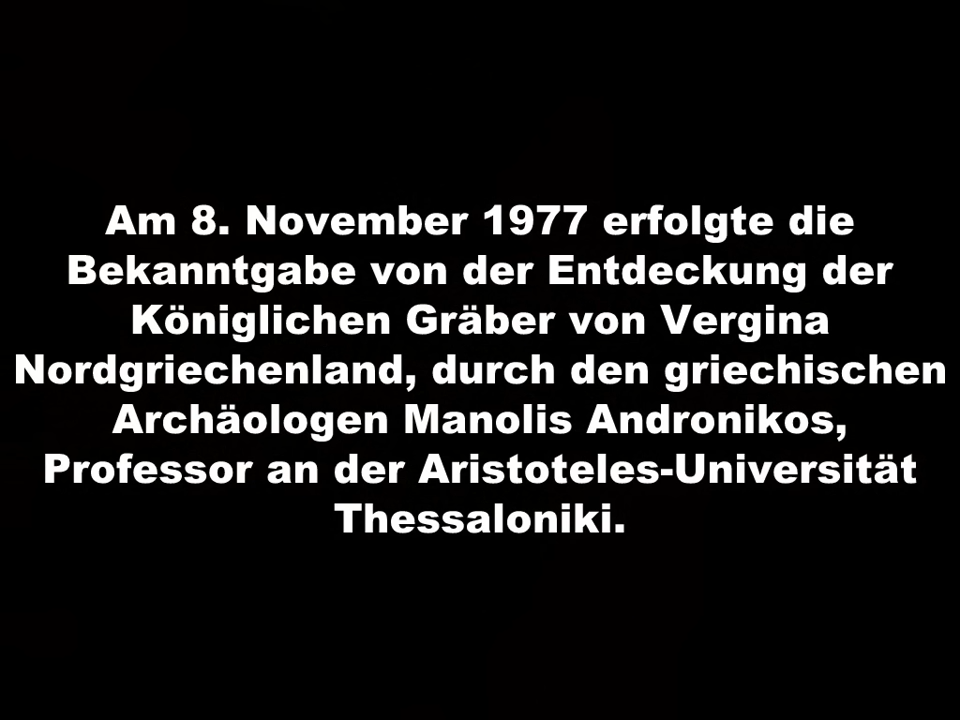 Am 8. November 1977 erfolgte die
Bekanntgabe von der Entdeckung der
Königlichen Gräber von Vergina
Nordgriechenland, durch den griechischen
Archäologen Manolis Andronikos,
Professor an der Aristoteles-Universität
Thessaloniki.